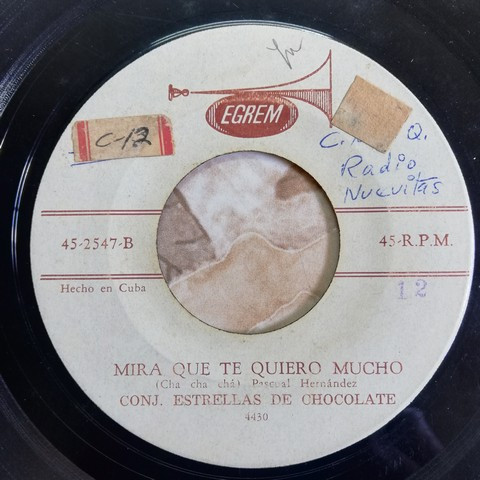 EGREM
C-12
Q.
Radio
Nuevitas
45-2547-B
45-R.P.M.
Hecho en Cuba
12
MIRA QUE TE QUIERO MUCHO
(Cha cha chá) Pascual Hernández
CONJ. ESTRELLAS DE CHOCOLATE
4430